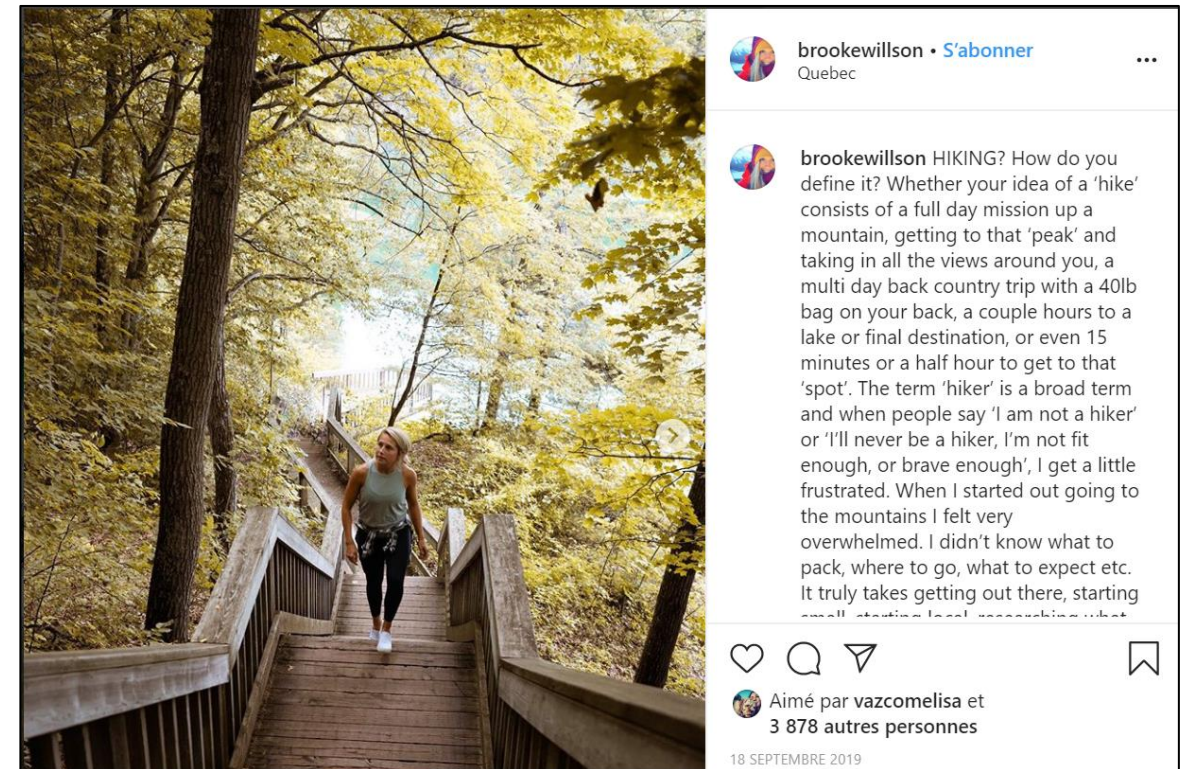 brookewillson • S'abonner
Quebec
brookewillson HIKING? How do you
define it? Whether your idea of a ‘hike’
consists of a full day mission up a
mountain, getting to that ‘peak’ and
taking in all the views around you, a
multi day back country trip with a 40lb
bag on your back, a couple hours to a
lake or final destination, or even 15
minutes or a half hour to get to that
‘spot’. The term ‘hiker’ is a broad term
and when people say ‘I am not a hiker’
or ‘I’ll never be a hiker, I’m not fit
enough, or brave enough’, I get a little
frustrated. When I started out going to
the mountains I felt very
overwhelmed. I didn’t know what to
pack, where to go, what to expect etc.
It truly takes getting out there, starting
small, starting local, researching what
Aimé par vazcomelisa et
3 878 autres personnes
18 SEPTEMBRE 2019